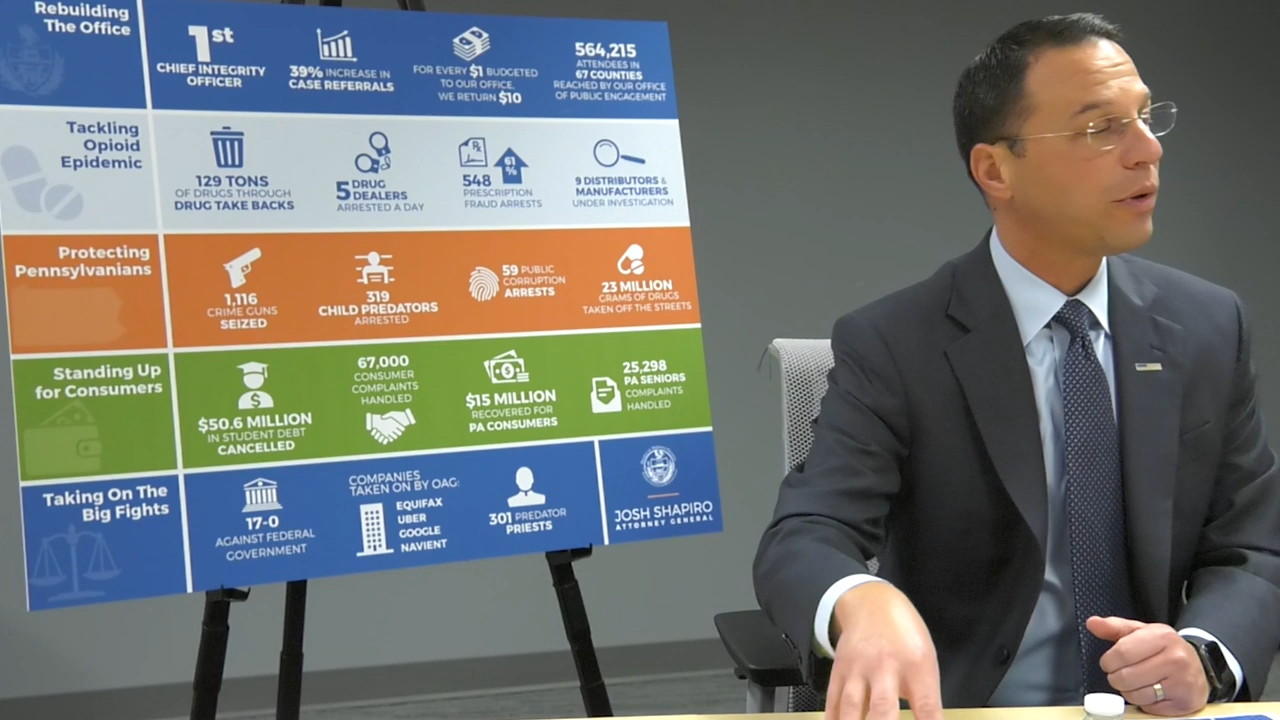 Rebuilding
The Office
1st
CHIEF INTEGRITY
OFFICER
39% INCREASE IN
CASE REFERRALS
FOR EVERY $1 BUDGETED
TO OUR OFFICE,
WE RETURN $10
564,215
ATTENDEES IN
67 COUNTIES
REACHED BY OUR OFFICE
OF PUBLIC ENGAGEMENT
Tackling
Opioid
Epidemic
129 TONS
OF DRUGS THROUGH
DRUG TAKE BACKS
5 DRUG
DEALERS
ARRESTED A DAY
Rx
61
%
548
PRESCRIPTION
FRAUD ARRESTS
9 DISTRIBUTORS &
MANUFACTURERS
UNDER INVESTIGATION
Protecting
Pennsylvanians
1,116
CRIME GUNS
SEIZED
319
CHILD PREDATORS
ARRESTED
59 PUBLIC
CORRUPTION
ARRESTS
23 MILLION
GRAMS OF DRUGS
TAKEN OFF THE STREETS
Standing Up
for Consumers
$50.6 MILLION
IN STUDENT DEBT
CANCELLED
67,000
CONSUMER
COMPLAINTS
HANDLED
$15 MILLION
RECOVERED FOR
PA CONSUMERS
25,298
PA SENIORS
COMPLAINTS
HANDLED
Taking On The
Big Fights
17-0
AGAINST FEDERAL
GOVERNMENT
COMPANIES
TAKEN ON BY OAG:
EQUIFAX
UBER
GOOGLE
NAVIENT
301 PREDATOR
PRIESTS
JOSH SHAPIRO
ATTORNEY GENERAL